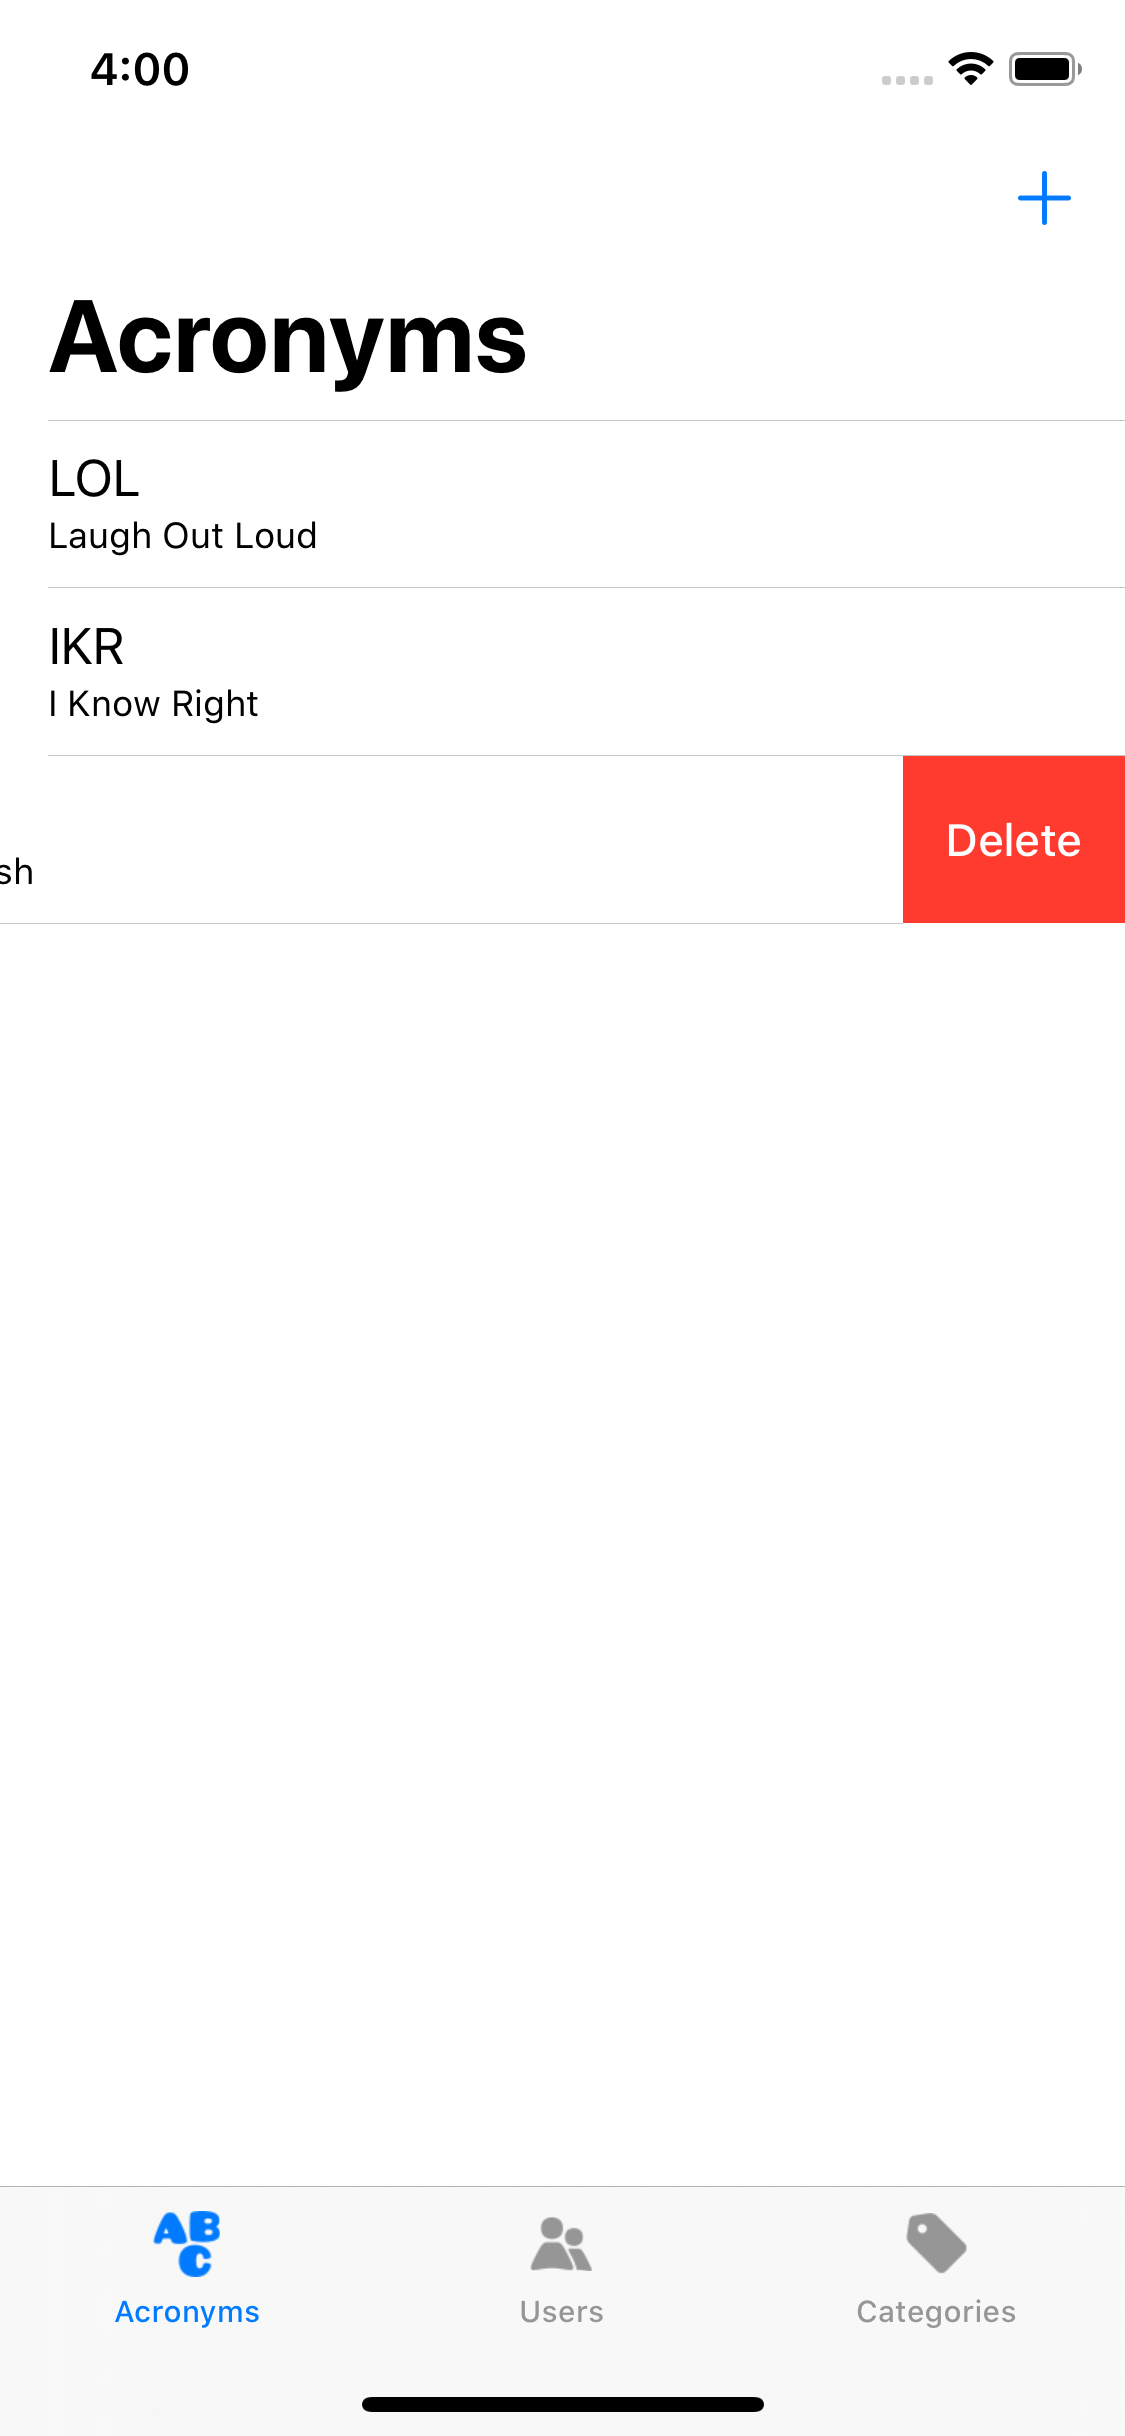 4:00
Acronyms
LOL
Laugh Out Loud
IKR
I Know Right
sh
Delete
ABC
Acronyms
Users
Categories